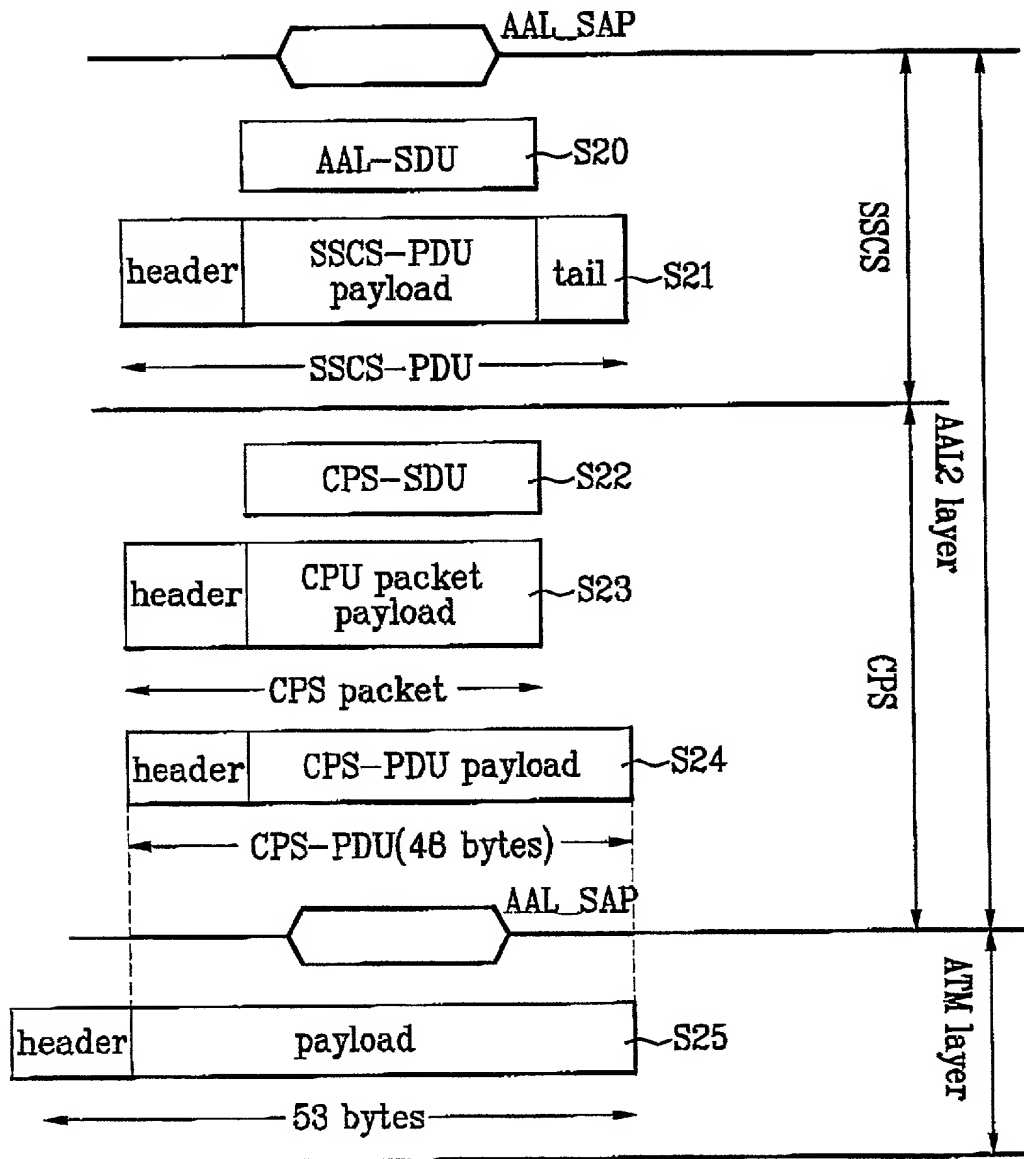 AAL_SAP
AAL-SDU
S20
header
SSCS-PDU
payload
tail
S21
SSCS-PDU
SSCS
CPS-SDU
S22
AAL2 layer
header
CPU packet
payload
S23
CPS packet
CPS
header
CPS-PDU payload
S24
CPS-PDU(48 bytes)
AAL_SAP
header
payload
S25
ATM layer
53 bytes